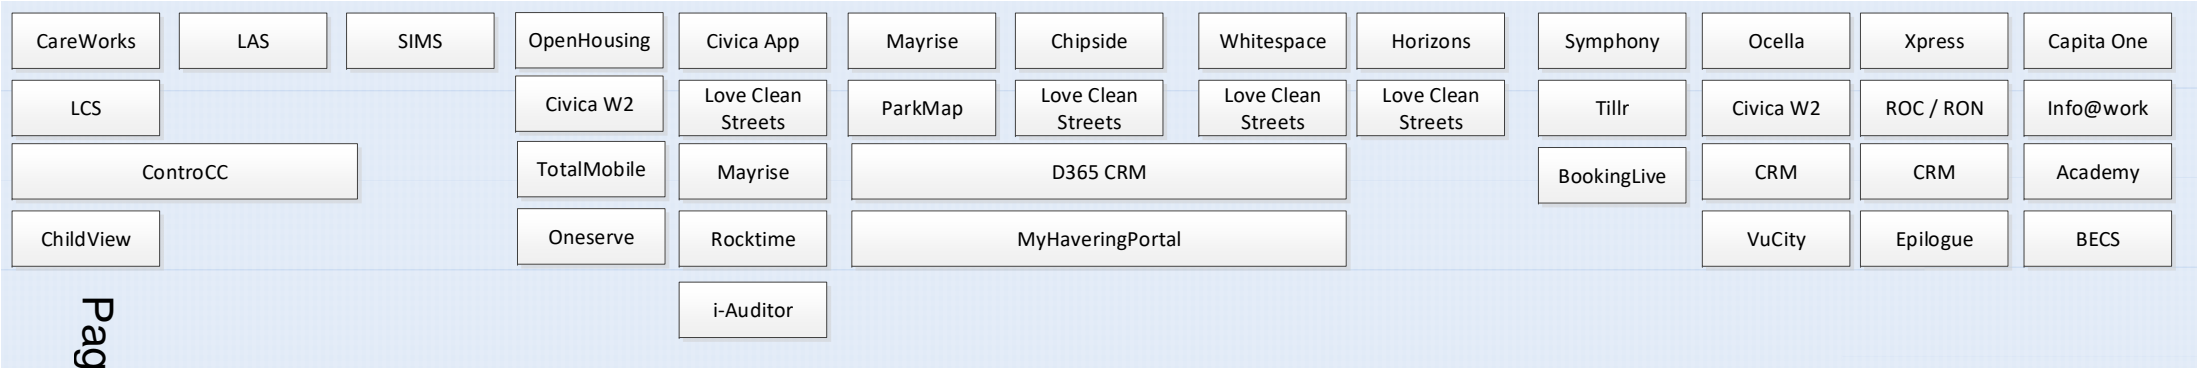 CareWorks
LAS
SIMS
OpenHousing
Civica App
Mayrise
Chipside
Whitespace
Horizons
Symphony
Ocella
Xpress
Capita One
LCS
Civica W2
Love Clean
Streets
ParkMap
Love Clean
Streets
Love Clean
Streets
Love Clean
Streets
Tillr
Civica W2
ROC / RON
Info@work
ControCC
TotalMobile
Mayrise
D365 CRM
BookingLive
CRM
CRM
Academy
ChildView
Oneserve
Rocktime
MyHaveringPortal
VuCity
Epilogue
BECS
i-Auditor
Pag